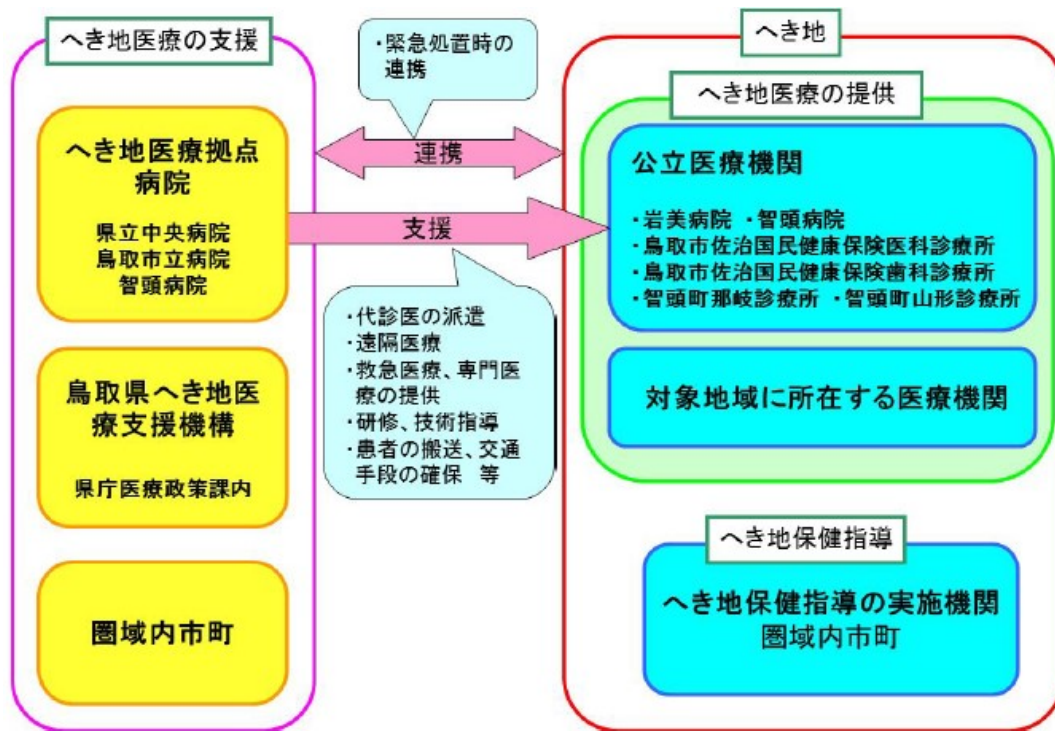 へき地医療の支援
へき地医療拠点
病院
県立中央病院
鳥取市立病院
智頭病院
鳥取県へき地医
療支援機構
県庁医療政策課内
圏域内市町
・緊急処置時の
連携
連携
支援
・代診医の派遣
・遠隔医療
・救急医療、専門医
療の提供
・研修、技術指導
・患者の搬送、交通
手段の確保 等
へき地
へき地医療の提供
公立医療機関
・岩美病院 ・智頭病院
・鳥取市佐治国民健康保険医科診療所
・鳥取市佐治国民健康保険歯科診療所
・智頭町那岐診療所 ・智頭町山形診療所
対象地域に所在する医療機関
へき地保健指導
へき地保健指導の実施機関
圏域内市町